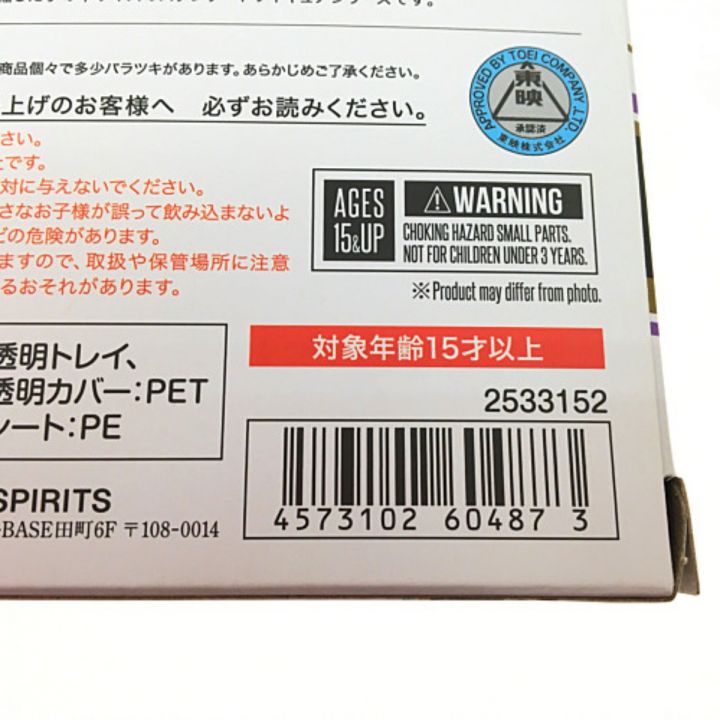 商品個々で多少バラツキがあります。あらかじめご了承ください。
上げのお客様へ 必ずお読みください。
さい。
です。
対に与えないでください。
さなお子様が誤って飲み込まないよ
どの危険があります。
ますので、取扱や保管場所に注意
るおそれがあります。
APPROVED BY TOEI COMPANY,LTD.
東映
承認済
東映株式会社
AGES
15&UP
⚠WARNING
CHOKING HAZARD SMALL PARTS.
NOT FOR CHILDREN UNDER 3 YEARS.
※Product may differ from photo.
透明トレイ、
透明カバー:PET
シート:PE
対象年齢15才以上
2533152
4573102 604873
SPIRITS
-BASE田町6F 〒108-0014